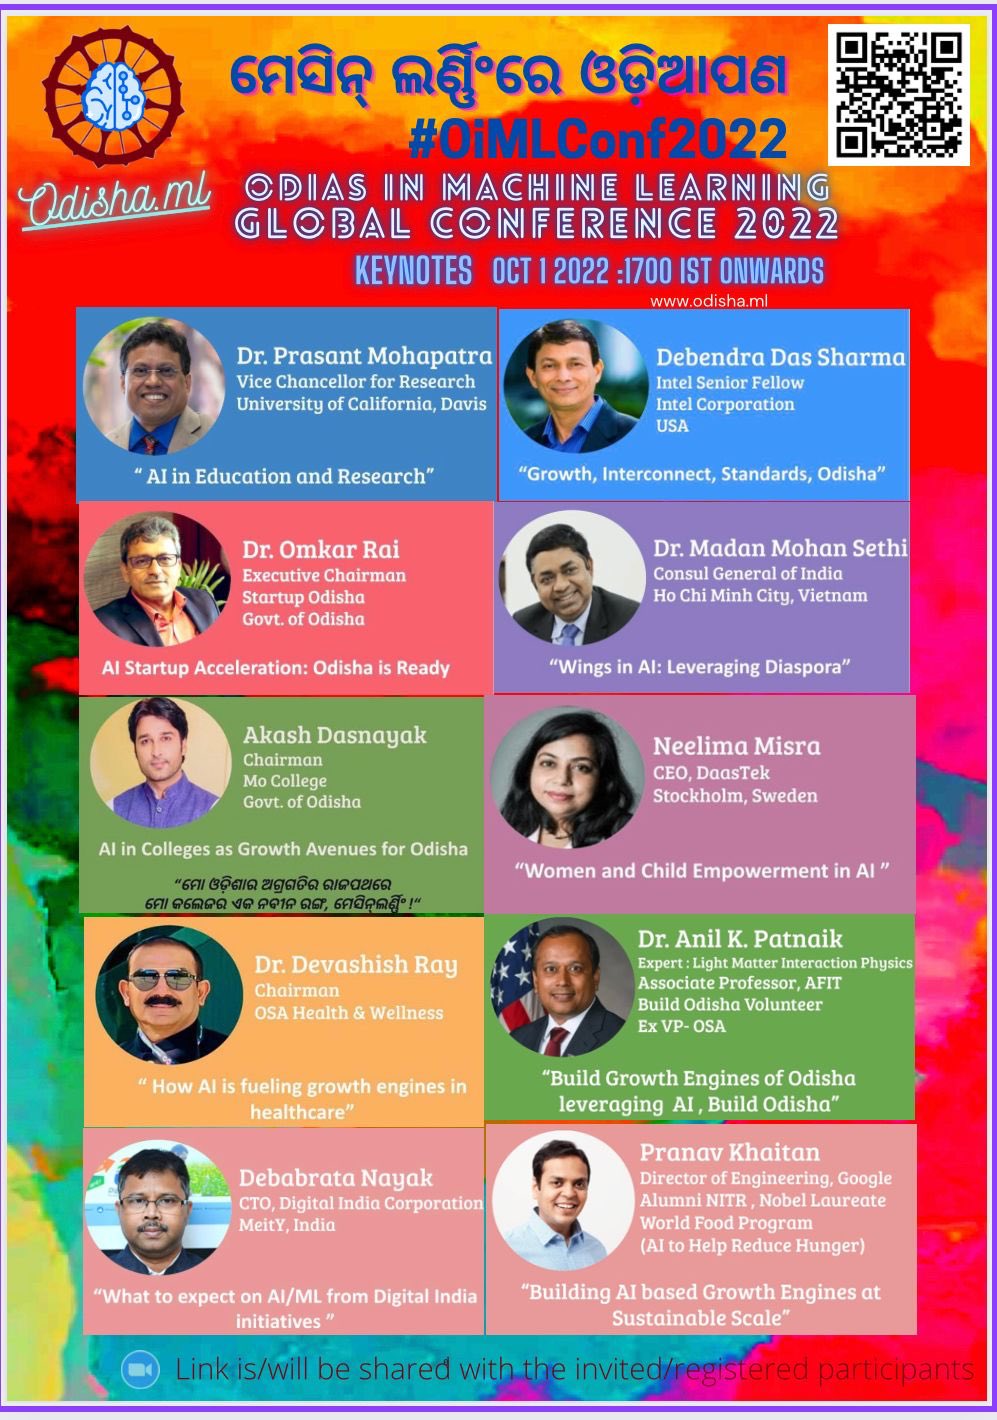 ମେସିନ୍ ଲର୍ଣ୍ଣିଂରେ ଓଡ଼ିଆପଣ
#OiMLConf2022
Odisha.ml
ODIAS IN MACHINE LEARNING
GLOBAL CONFERENCE 2022
KEYNOTES OCT 1 2022 :1700 IST ONWARDS
www.odisha.ml
Dr. Prasant Mohapatra
Vice Chancellor for Research
University of California, Davis
“ AI in Education and Research”
Debendra Das Sharma
Intel Senior Fellow
Intel Corporation
USA
“Growth, Interconnect, Standards, Odisha”
Dr. Omkar Rai
Executive Chairman
Startup Odisha
Govt. of Odisha
AI Startup Acceleration: Odisha is Ready
Dr. Madan Mohan Sethi
Consul General of India
Ho Chi Minh City, Vietnam
“Wings in AI: Leveraging Diaspora”
Akash Dasnayak
Chairman
Mo College
Govt. of Odisha
AI in Colleges as Growth Avenues for Odisha
“ମୋ ଓଡ଼ିଶାର ଅଗ୍ରଗତିର ରାଜପଥରେ
ମୋ କଲେଜର ଏକ ନବୀନ ରଙ୍ଗ, ମେସିନ୍‌ଲର୍ଣ୍ଣିଂ !“
Neelima Misra
CEO, DaasTek
Stockholm, Sweden
“Women and Child Empowerment in AI ”
Dr. Devashish Ray
Chairman
OSA Health & Wellness
“ How AI is fueling growth engines in
healthcare”
Dr. Anil K. Patnaik
Expert : Light Matter Interaction Physics
Associate Professor, AFIT
Build Odisha Volunteer
Ex VP- OSA
“Build Growth Engines of Odisha
leveraging AI , Build Odisha”
Debabrata Nayak
CTO, Digital India Corporation
MeitY, India
“What to expect on AI/ML from Digital India
initiatives ”
Pranav Khaitan
Director of Engineering, Google
Alumni NITR , Nobel Laureate
World Food Program
(AI to Help Reduce Hunger)
“Building AI based Growth Engines at
Sustainable Scale”
Link is/will be shared with the invited/registered participants